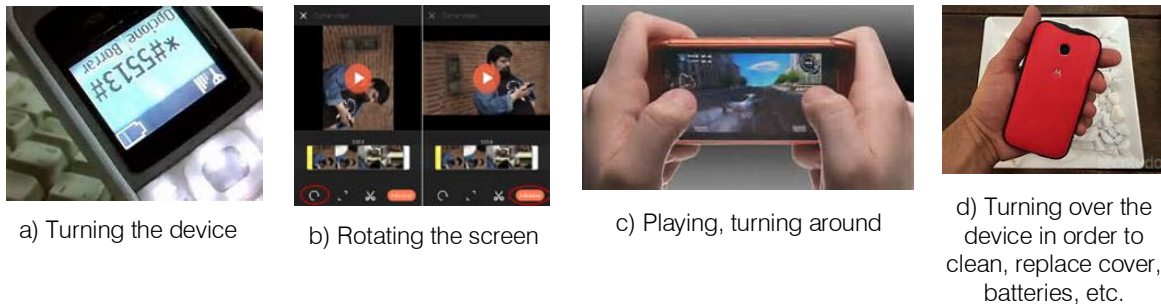 *#5513#
Opcione Borrar
a) Turning the device
b) Rotating the screen
c) Playing, turning around
d) Turning over the
device in order to
clean, replace cover,
batteries, etc.